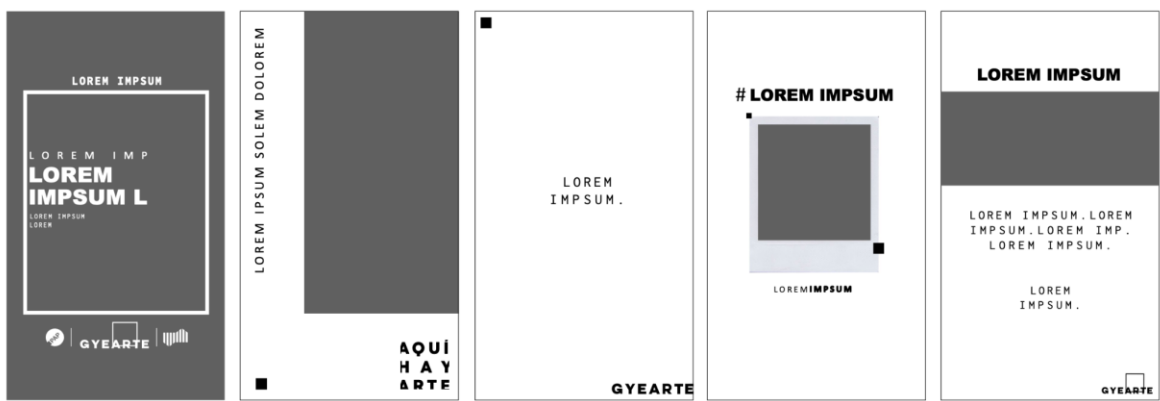 LOREM IMPSUM
LOREM IMP
LOREM
IMPSUM L
LOREM IMPSUM
LOREM
GYEARTE
LOREM IPSUM SOLEM DOLOREM
AQUÍ
HAY
ARTE
LOREM
IMPSUM.
GYEARTE
# LOREM IMPSUM
LOREMIMPSUM
LOREM IMPSUM
LOREM IMPSUM.LOREM
IMPSUM.LOREM IMP.
LOREM IMPSUM.
LOREM
IMPSUM.
GYEARTE